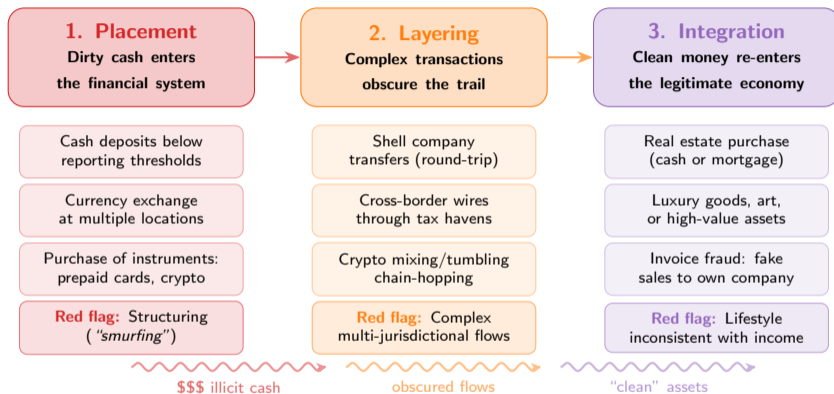 1. Placement
Dirty cash enters
the financial system
Cash deposits below
reporting thresholds
Currency exchange
at multiple locations
Purchase of instruments:
prepaid cards, crypto
Red flag: Structuring
("smurfing")
$$$ illicit cash
2. Layering
Complex transactions
obscure the trail
Shell company
transfers (round-trip)
Cross-border wires
through tax havens
Crypto mixing/tumbling
chain-hopping
Red flag: Complex
multi-jurisdictional flows
obscured flows
3. Integration
Clean money re-enters
the legitimate economy
Real estate purchase
(cash or mortgage)
Luxury goods, art,
or high-value assets
Invoice fraud: fake
sales to own company
Red flag: Lifestyle
inconsistent with income
"clean" assets